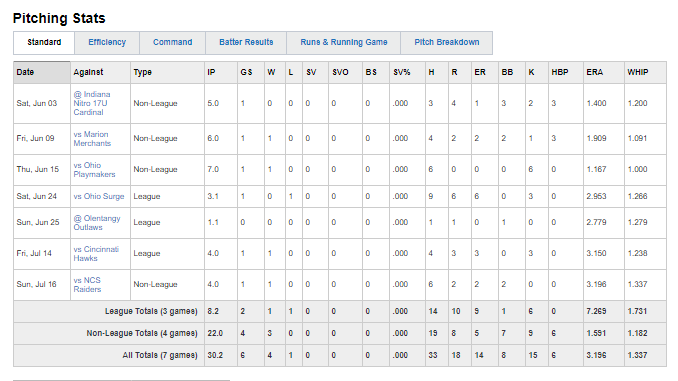 Pitching Stats
Standard Efficiency Command Batter Results Runs & Running Game Pitch Breakdown
Date Against Type IP GS W L SV SVO BS SV% H R ER BB K HBP ERA WHIP
Sat, Jun 03 @ Indiana Nitro 17U Cardinal Non-League 5.0 1 0 0 0 0 0 .000 3 4 1 3 2 3 1.400 1.200
Fri, Jun 09 vs Marion Merchants Non-League 6.0 1 1 0 0 0 0 .000 4 2 2 2 1 3 1.909 1.091
Thu, Jun 15 vs Ohio Playmakers Non-League 7.0 1 1 0 0 0 0 .000 6 0 0 0 6 0 1.167 1.000
Sat, Jun 24 vs Ohio Surge League 3.1 1 0 1 0 0 0 .000 9 6 6 0 3 0 2.953 1.266
Sun, Jun 25 @ Olentangy Outlaws League 1.1 0 0 0 0 0 0 .000 1 1 0 1 0 0 2.779 1.279
Fri, Jul 14 vs Cincinnati Hawks League 4.0 1 1 0 0 0 0 .000 4 3 3 0 3 0 3.150 1.238
Sun, Jul 16 vs NCS Raiders Non-League 4.0 1 1 0 0 0 0 .000 6 2 2 2 0 0 3.196 1.337
League Totals (3 games) 8.2 2 1 1 0 0 0 .000 14 10 9 1 6 0 7.269 1.731
Non-League Totals (4 games) 22.0 4 3 0 0 0 0 .000 19 8 5 7 9 6 1.591 1.182
All Totals (7 games) 30.2 6 4 1 0 0 0 .000 33 18 14 8 15 6 3.196 1.337